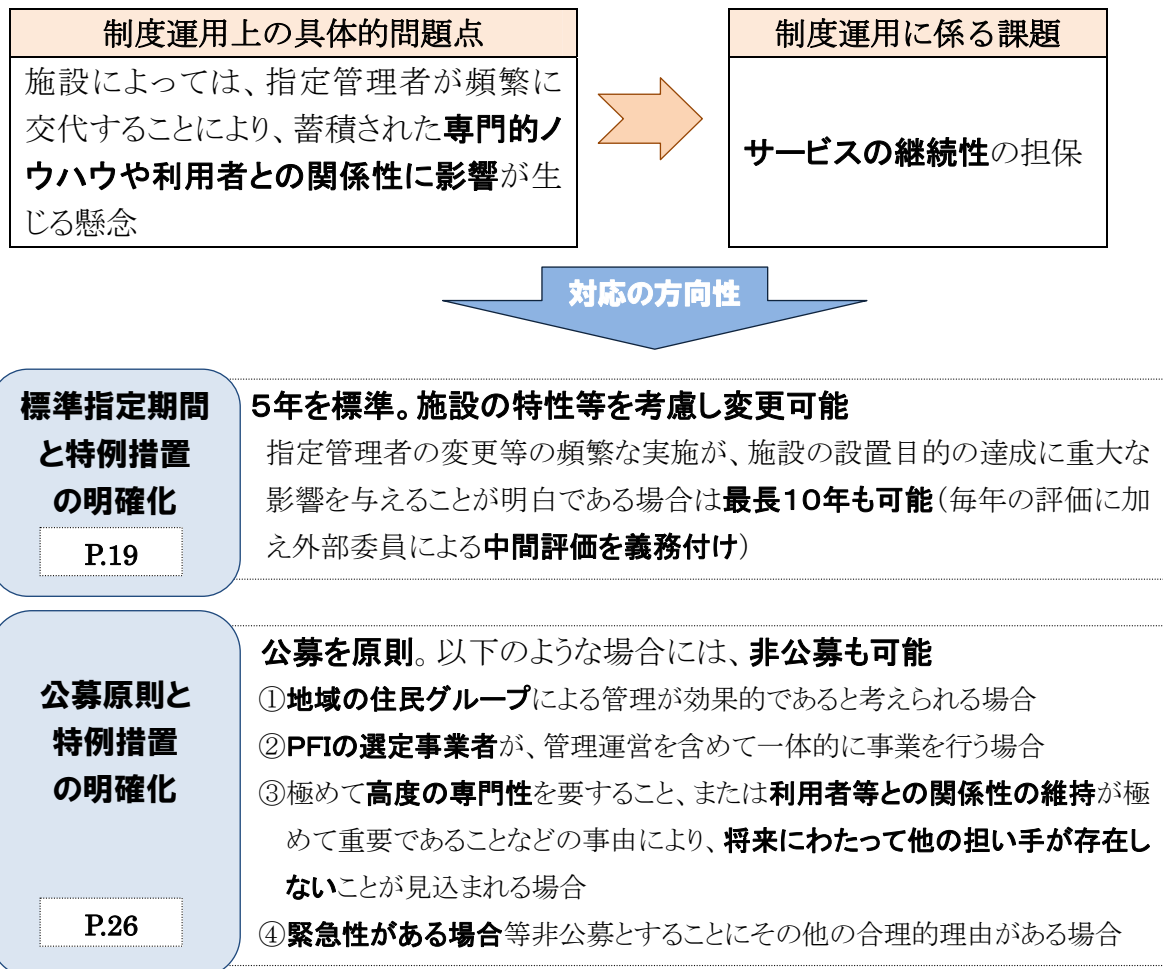 制度運用上の具体的問題点
施設によっては、指定管理者が頻繁に
交代することにより、蓄積された専門的ノ
ウハウや利用者との関係性に影響が生
じる懸念
制度運用に係る課題
サービスの継続性の担保
対応の方向性
標準指定期間
と特例措置
の明確化
P.19
5年を標準。施設の特性等を考慮し変更可能
指定管理者の変更等の頻繁な実施が、施設の設置目的の達成に重大な
影響を与えることが明白である場合は最長10年も可能（毎年の評価に加
え外部委員による中間評価を義務付け）
公募原則と
特例措置
の明確化
P.26
公募を原則。以下のような場合には、非公募も可能
①地域の住民グループによる管理が効果的であると考えられる場合
②PFIの選定事業者が、管理運営を含めて一体的に事業を行う場合
③極めて高度の専門性を要すること、または利用者等との関係性の維持が極
めて重要であることなどの事由により、将来にわたって他の担い手が存在し
ないことが見込まれる場合
④緊急性がある場合等非公募とすることにその他の合理的理由がある場合